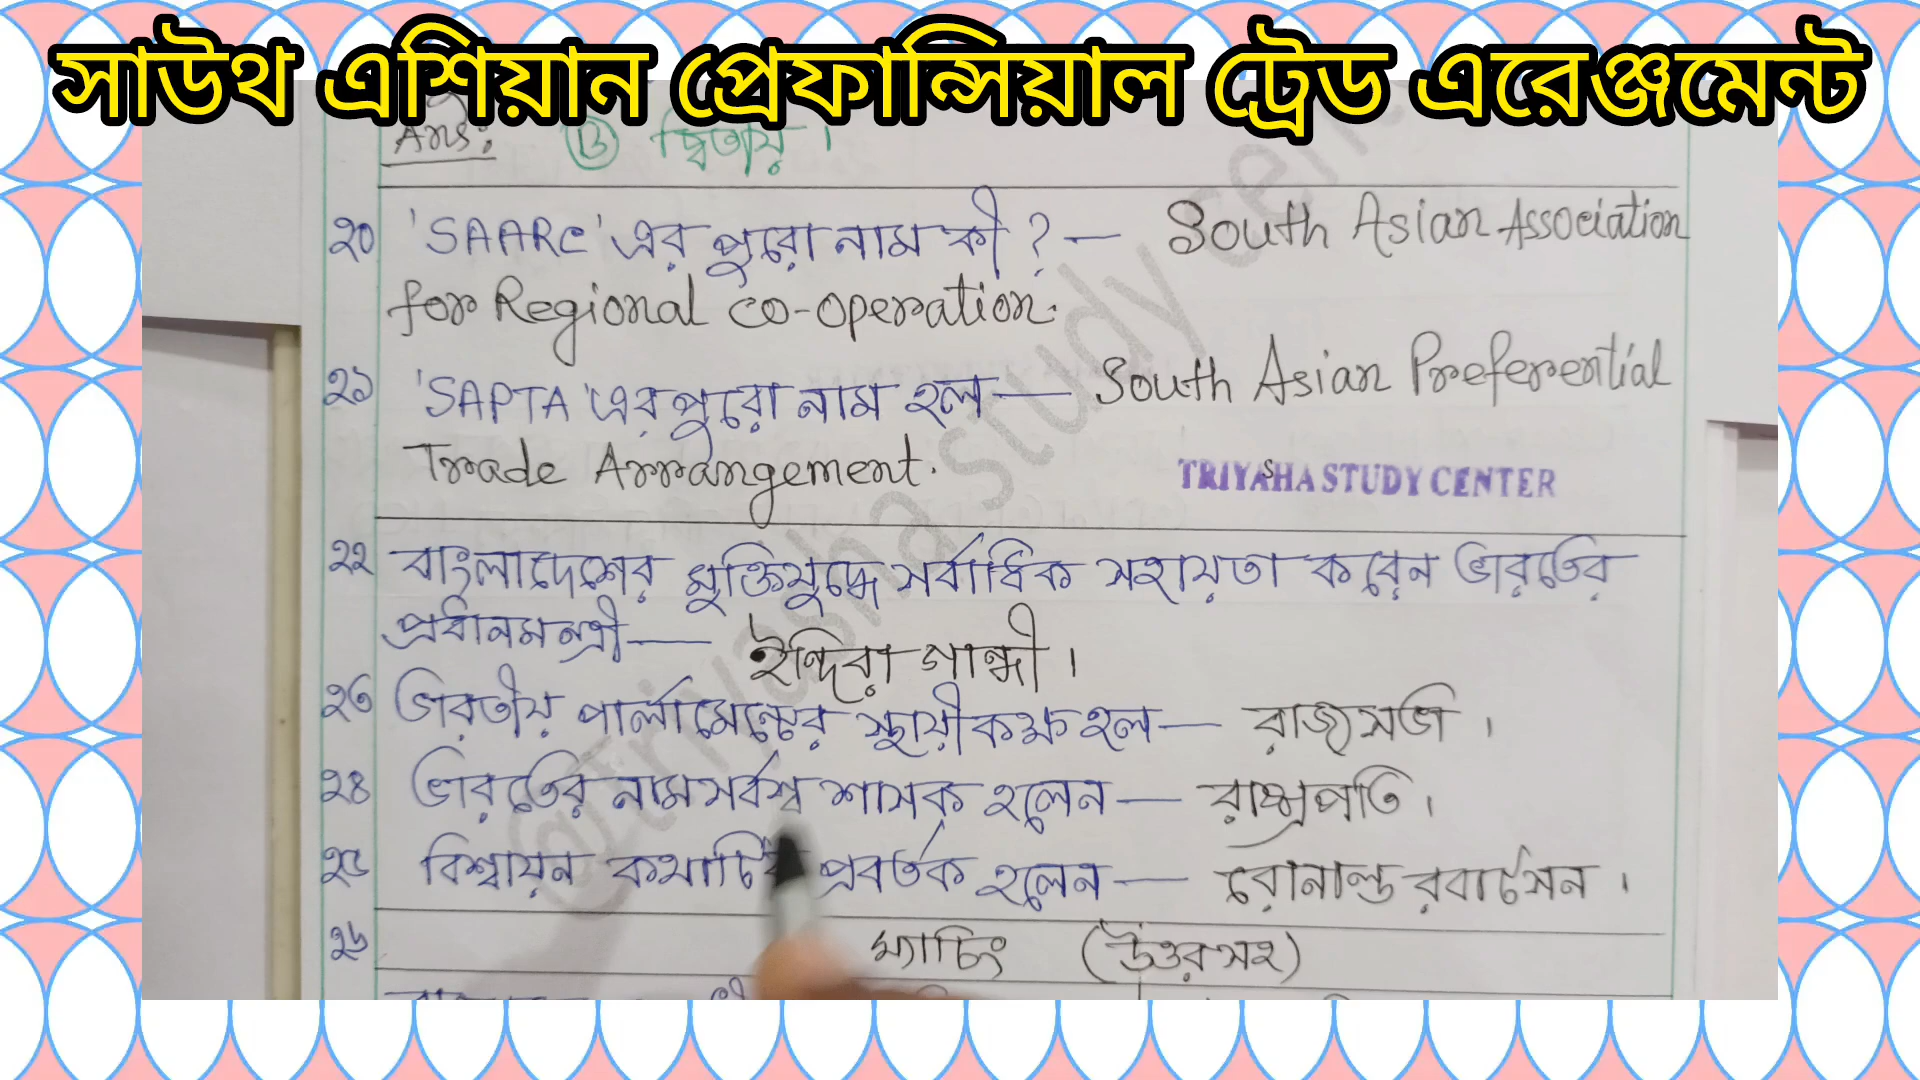 সাউথ এশিয়ান প্রেফান্সিয়াল ট্রেড এরেঞ্জমেন্ট
Ans: B দ্বিতীয়।
২০ 'SAARC' এর পুরো নাম কী? — South Asian Association
for Regional co-operation.
২১ 'SAPTA' এর পুরো নাম হল — South Asian Preferential
Trade Arrangement.
TRIYASHA STUDY CENTER
২২ বাংলাদেশের মুক্তিযুদ্ধে সর্বাধিক সহায়তা করেন ভারতের
প্রধানমন্ত্রী — ইন্দিরা গান্ধী।
২৩ ভারতীয় পার্লামেন্টের স্থায়ী কক্ষ হল — রাজ্যসভা।
২৪ ভারতের নামসর্বস্ব শাসক হলেন — রাষ্ট্রপতি।
২৫ বিশ্বায়ন কথাটির প্রবর্তক হলেন — রোনাল্ড রবার্টসন।
২৬ ম্যাচিং (উত্তরসহ)
@Triyasha study cen